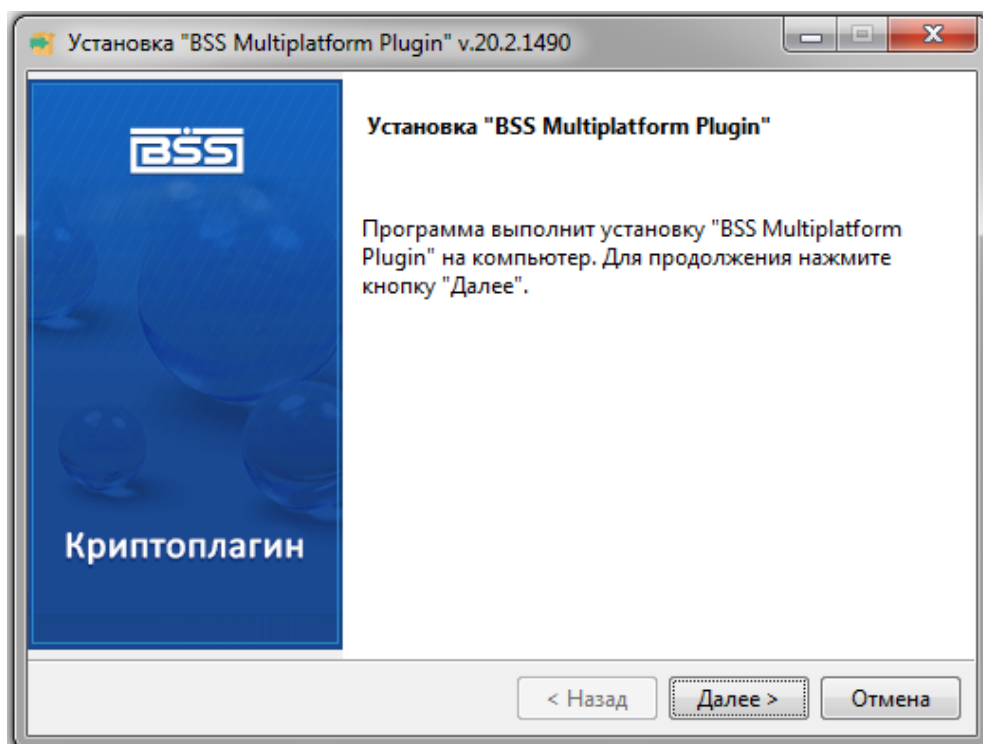 Установка "BSS Multiplatform Plugin" v.20.2.1490
BSS
Установка "BSS Multiplatform Plugin"
Программа выполнит установку "BSS Multiplatform
Plugin" на компьютер. Для продолжения нажмите
кнопку "Далее".
Криптоплагин
< Назад
Далее >
Отмена